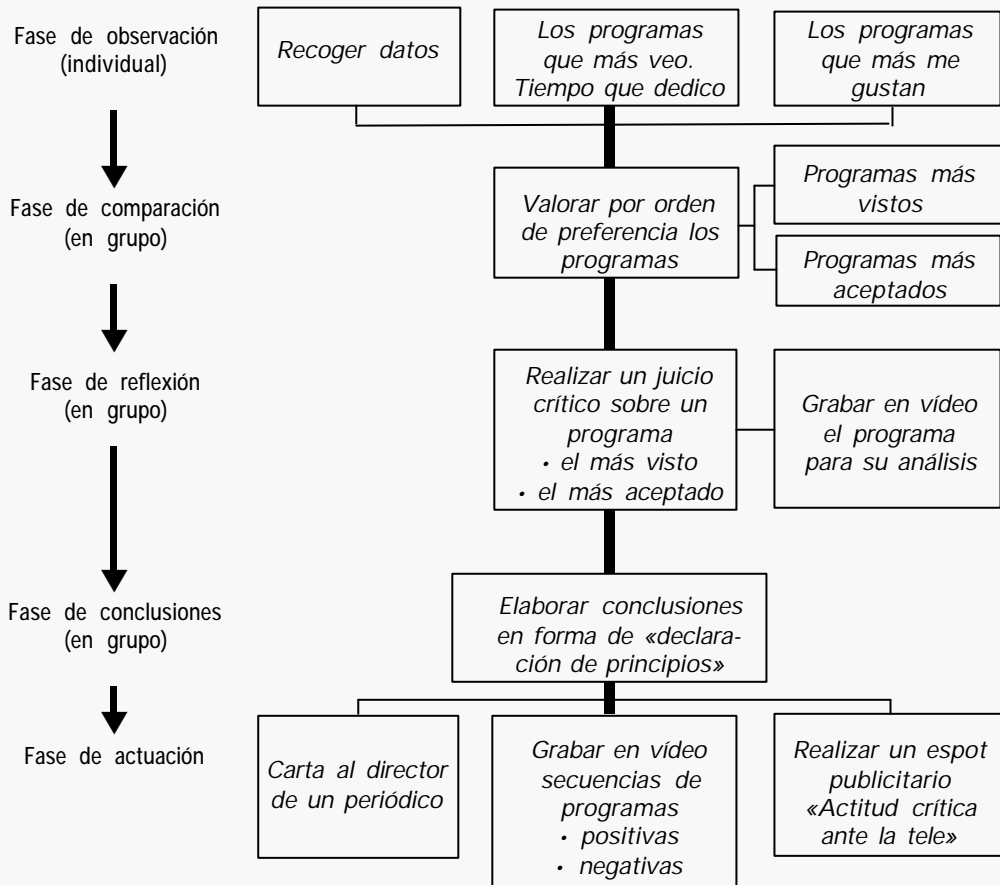 Fase de observación
(individual)
Recoger datos
Los programas
que más veo.
Tiempo que dedico
Los programas
que más me
gustan
Fase de comparación
(en grupo)
Valorar por orden
de preferencia los
programas
Programas más
vistos
Programas más
aceptados
Fase de reflexión
(en grupo)
Realizar un juicio
crítico sobre un
programa
• el más visto
• el más aceptado
Grabar en vídeo
el programa
para su análisis
Fase de conclusiones
(en grupo)
Elaborar conclusiones
en forma de «declara-
ción de principios»
Fase de actuación
Carta al director
de un periódico
Grabar en vídeo
secuencias de
programas
• positivas
• negativas
Realizar un espot
publicitario
«Actitud crítica
ante la tele»